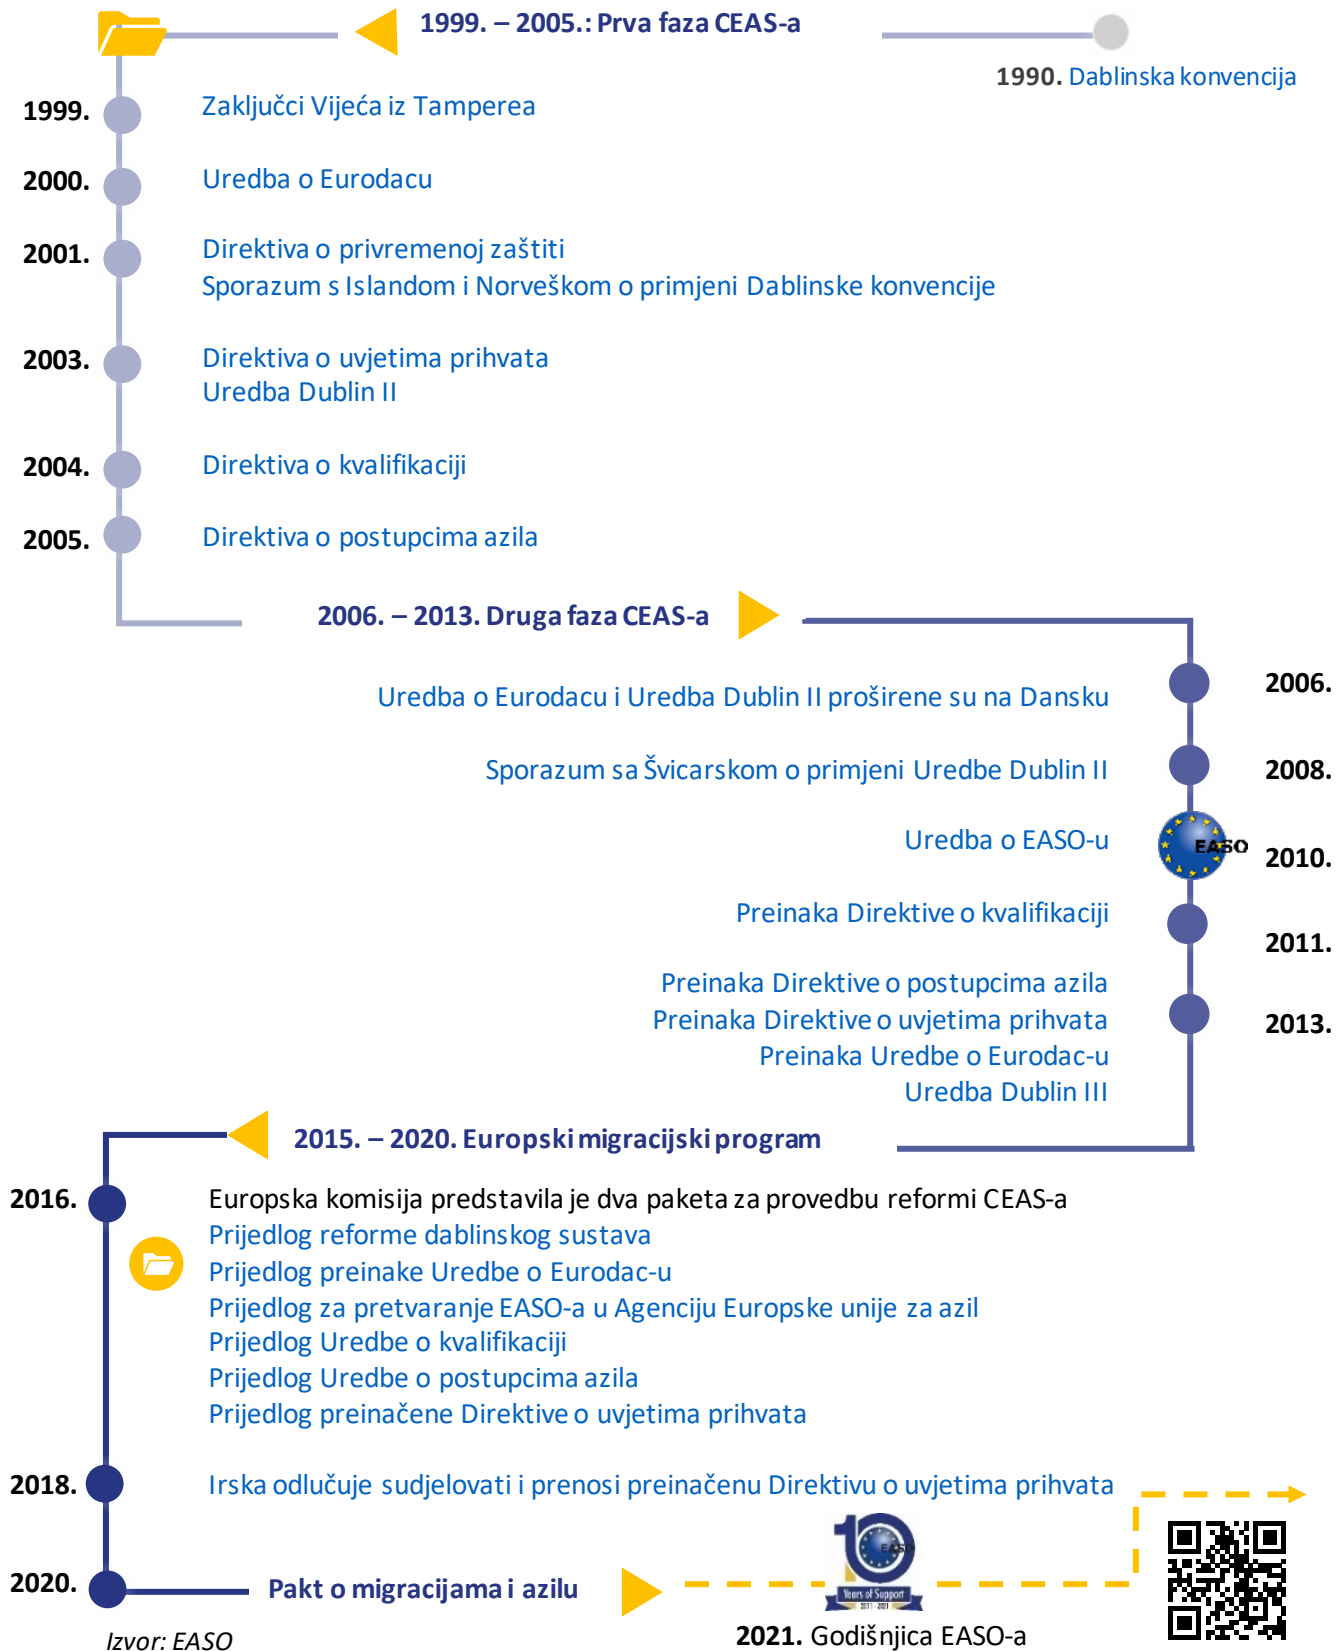 1999. – 2005.: Prva faza CEAS-a
1990. Dablinska konvencija
1999. Zaključci Vijeća iz Tamperea
2000. Uredba o Eurodacu
2001. Direktiva o privremenoj zaštiti
Sporazum s Islandom i Norveškom o primjeni Dablinske konvencije
2003. Direktiva o uvjetima prihvata
Uredba Dublin II
2004. Direktiva o kvalifikaciji
2005. Direktiva o postupcima azila
2006. – 2013. Druga faza CEAS-a
Uredba o Eurodacu i Uredba Dublin II proširene su na Dansku 2006.
Sporazum sa Švicarskom o primjeni Uredbe Dublin II 2008.
Uredba o EASO-u EASO 2010.
Preinaka Direktive o kvalifikaciji 2011.
Preinaka Direktive o postupcima azila
Preinaka Direktive o uvjetima prihvata 2013.
Preinaka Uredbe o Eurodac-u
Uredba Dublin III
2015. – 2020. Europski migracijski program
2016. Europska komisija predstavila je dva paketa za provedbu reformi CEAS-a
Prijedlog reforme dablinskog sustava
Prijedlog preinake Uredbe o Eurodac-u
Prijedlog za pretvaranje EASO-a u Agenciju Europske unije za azil
Prijedlog Uredbe o kvalifikaciji
Prijedlog Uredbe o postupcima azila
Prijedlog preinačene Direktive o uvjetima prihvata
2018. Irska odlučuje sudjelovati i prenosi preinačenu Direktivu o uvjetima prihvata
2020. Pakt o migracijama i azilu
10 EASO
Years of Support
2011 - 2021
2021. Godišnjica EASO-a
Izvor: EASO